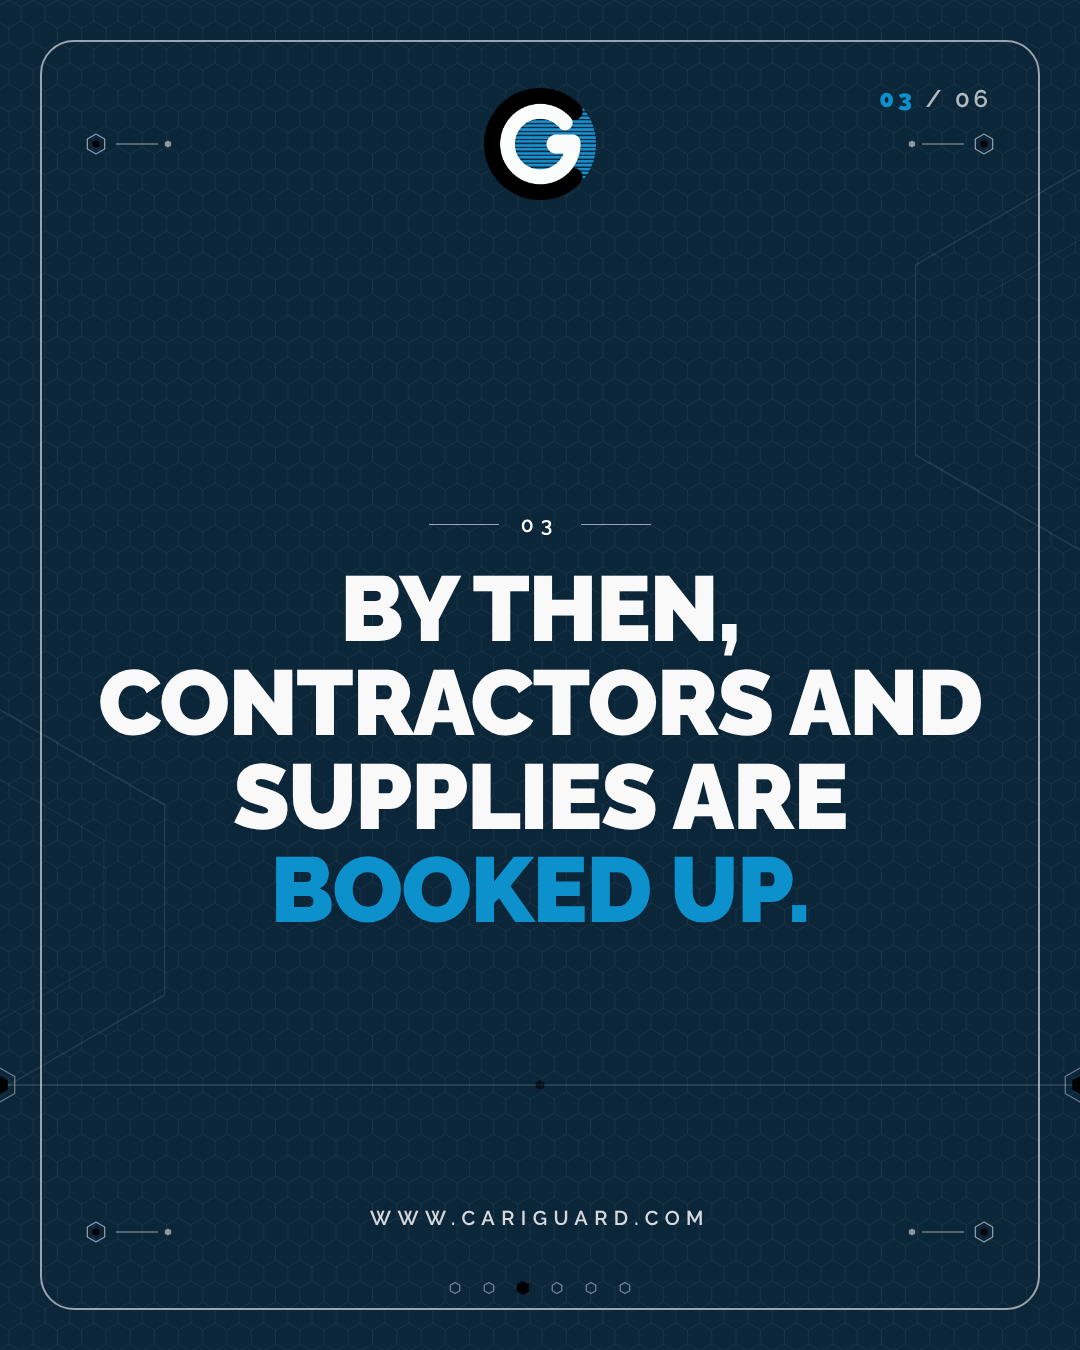 03 / 06
G
03
BY THEN,
CONTRACTORS AND
SUPPLIES ARE
BOOKED UP.
WWW.CARIGUARD.COM